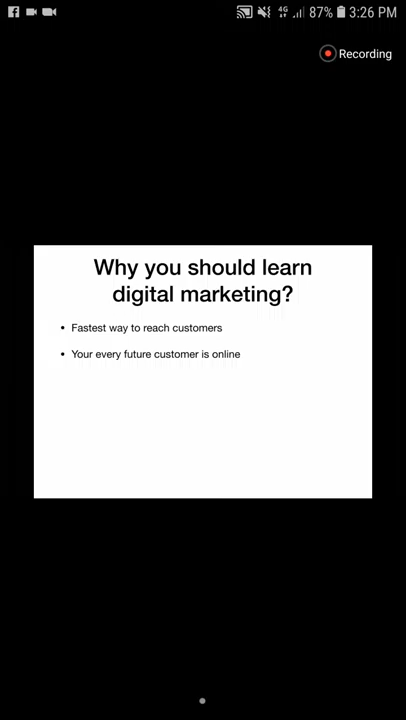 4G 87% 3:26 PM
Recording
Why you should learn
digital marketing?
• Fastest way to reach customers
• Your every future customer is online